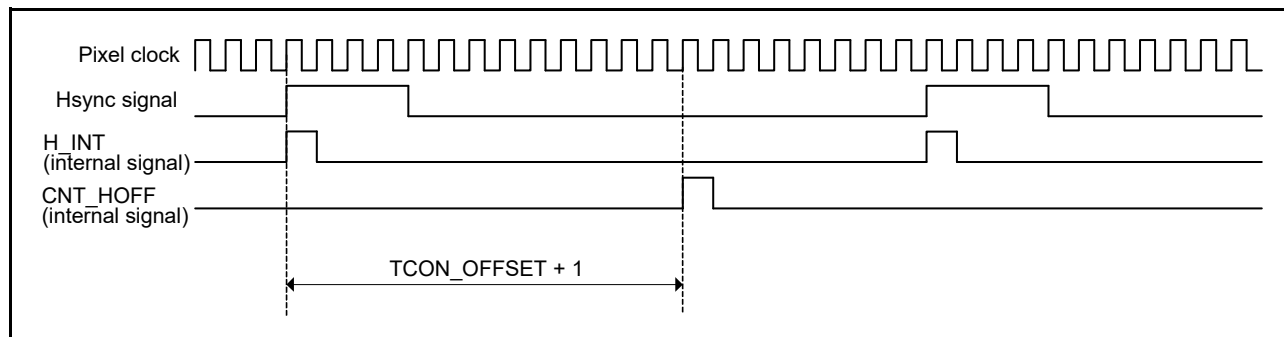 Pixel clock
Hsync signal
H_INT
(internal signal)
CNT_HOFF
(internal signal)
TCON_OFFSET + 1